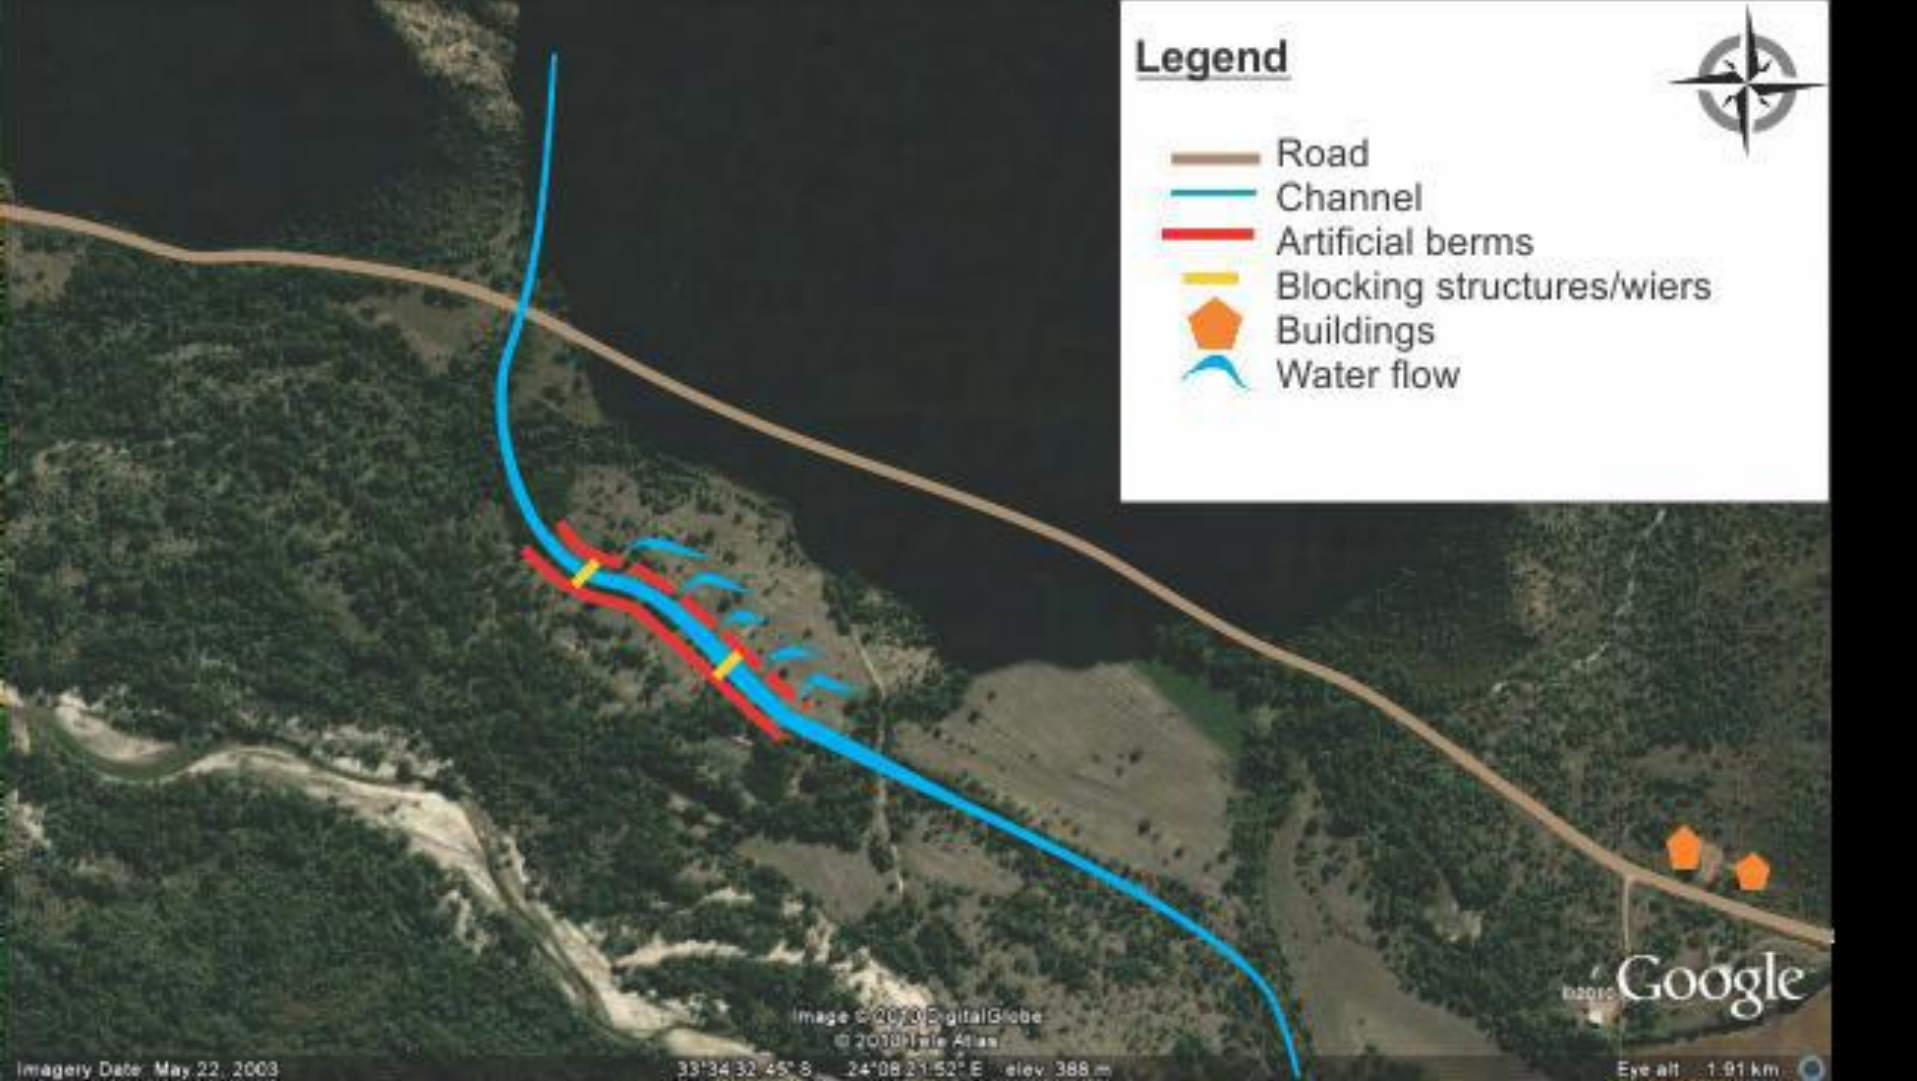 Legend
Road
Channel
Artificial berms
Blocking structures/wiers
Buildings
Water flow
©2010 Google
Image © 2010 DigitalGlobe
© 2010 Tele Atlas
Imagery Date: May 22, 2003
33°34'32.45" S
24°08'21.52" E
elev 388 m
Eye alt 1.91 km